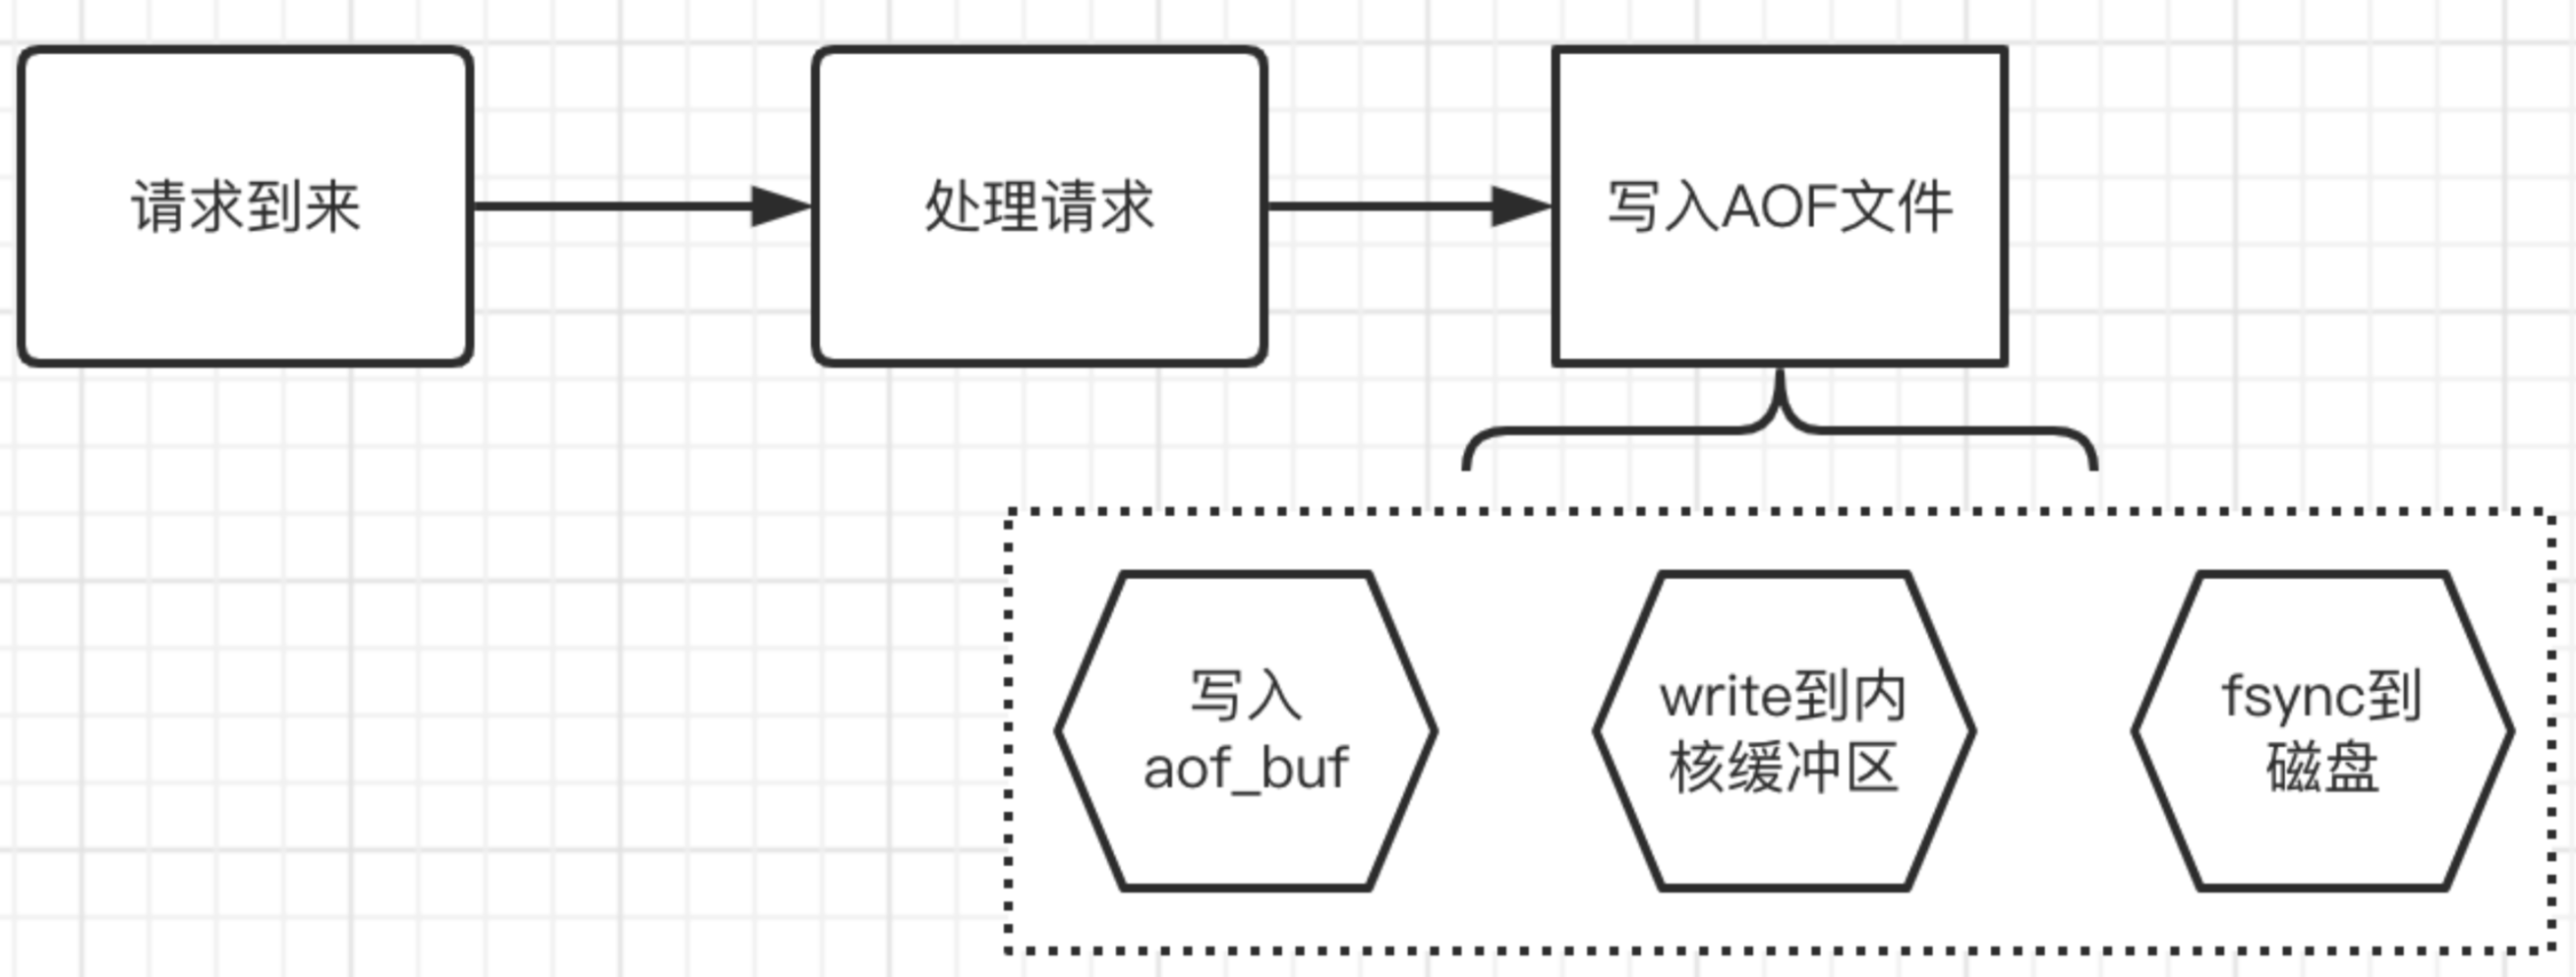 请求到来
处理请求
写入AOF文件
写入
aof_buf
write到内
核缓冲区
fsync到
磁盘